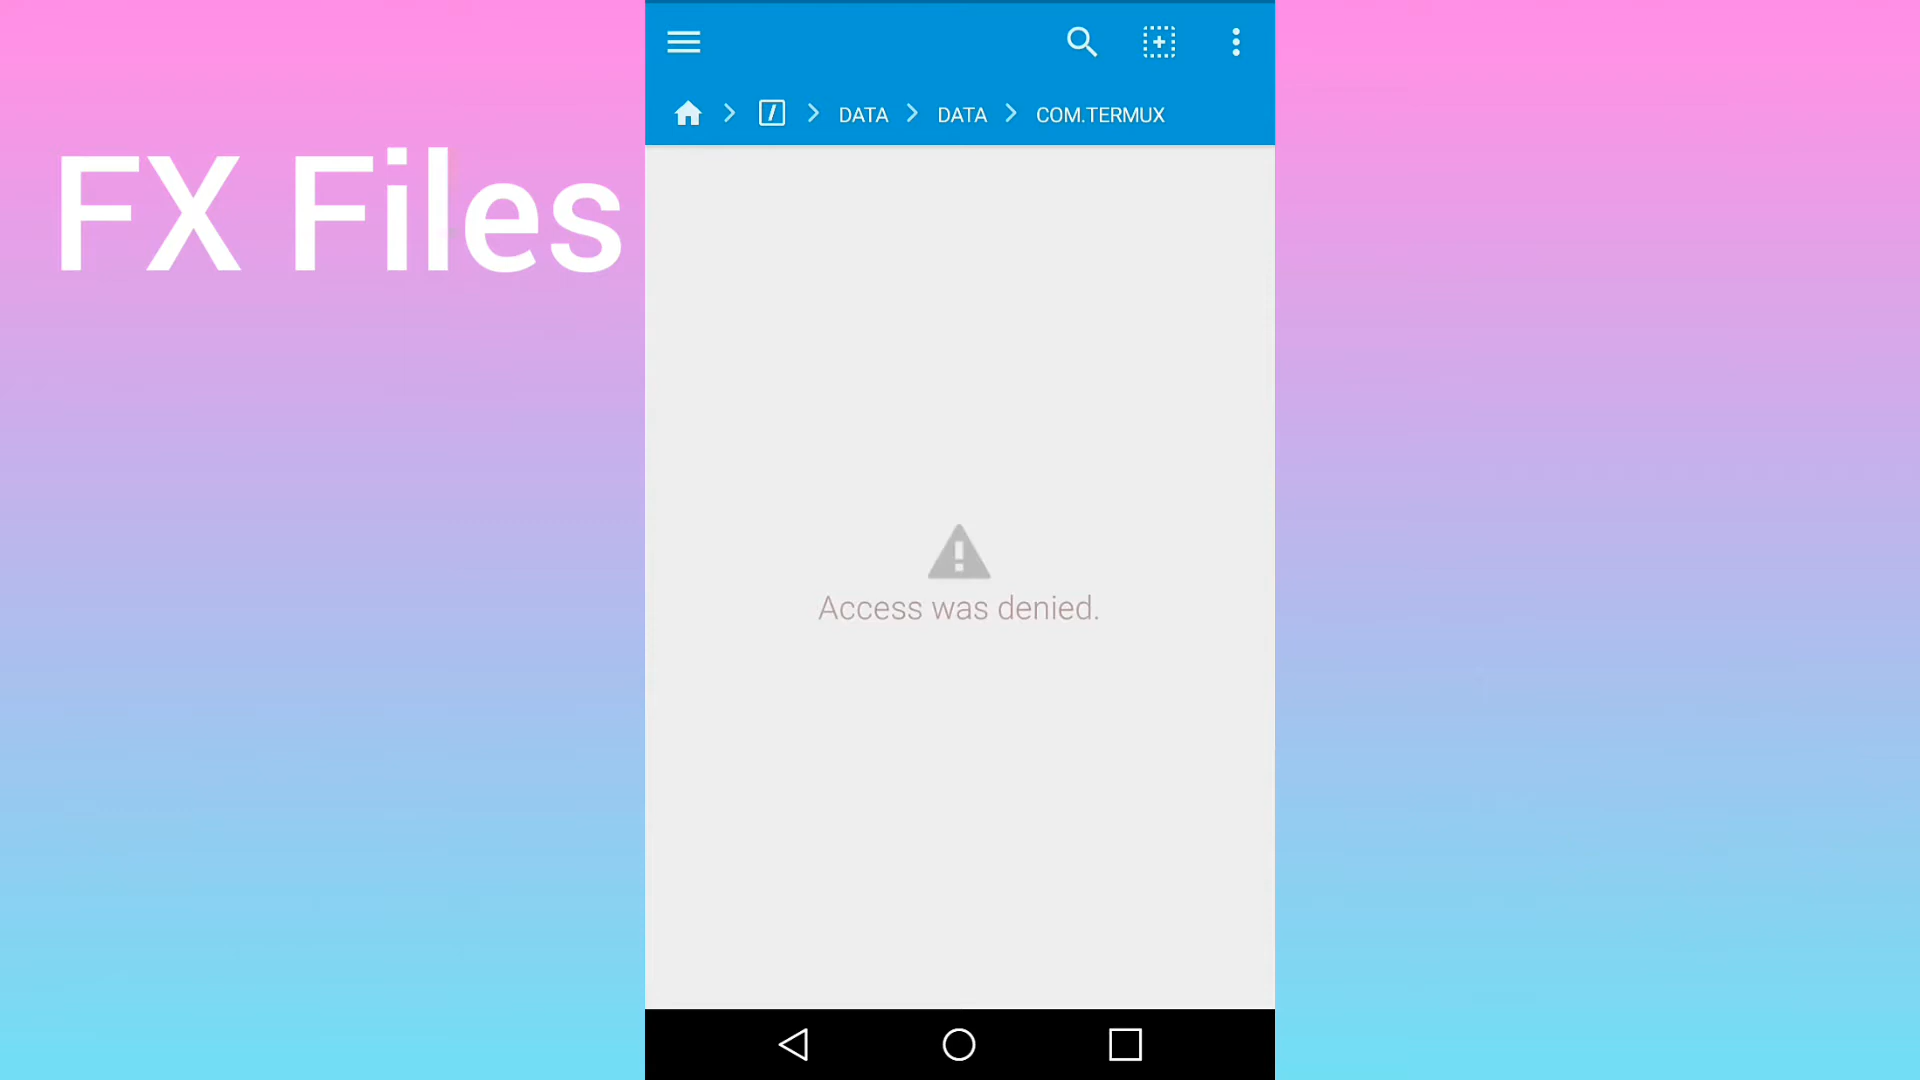 FX Files
/ DATA DATA COM.TERMUX
Access was denied.